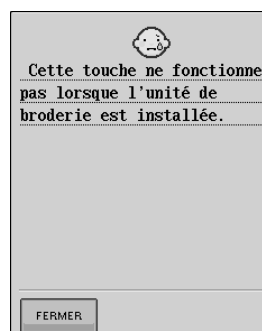 Cette touche ne fonctionne
pas lorsque l'unité de
broderie est installée.
FERMER